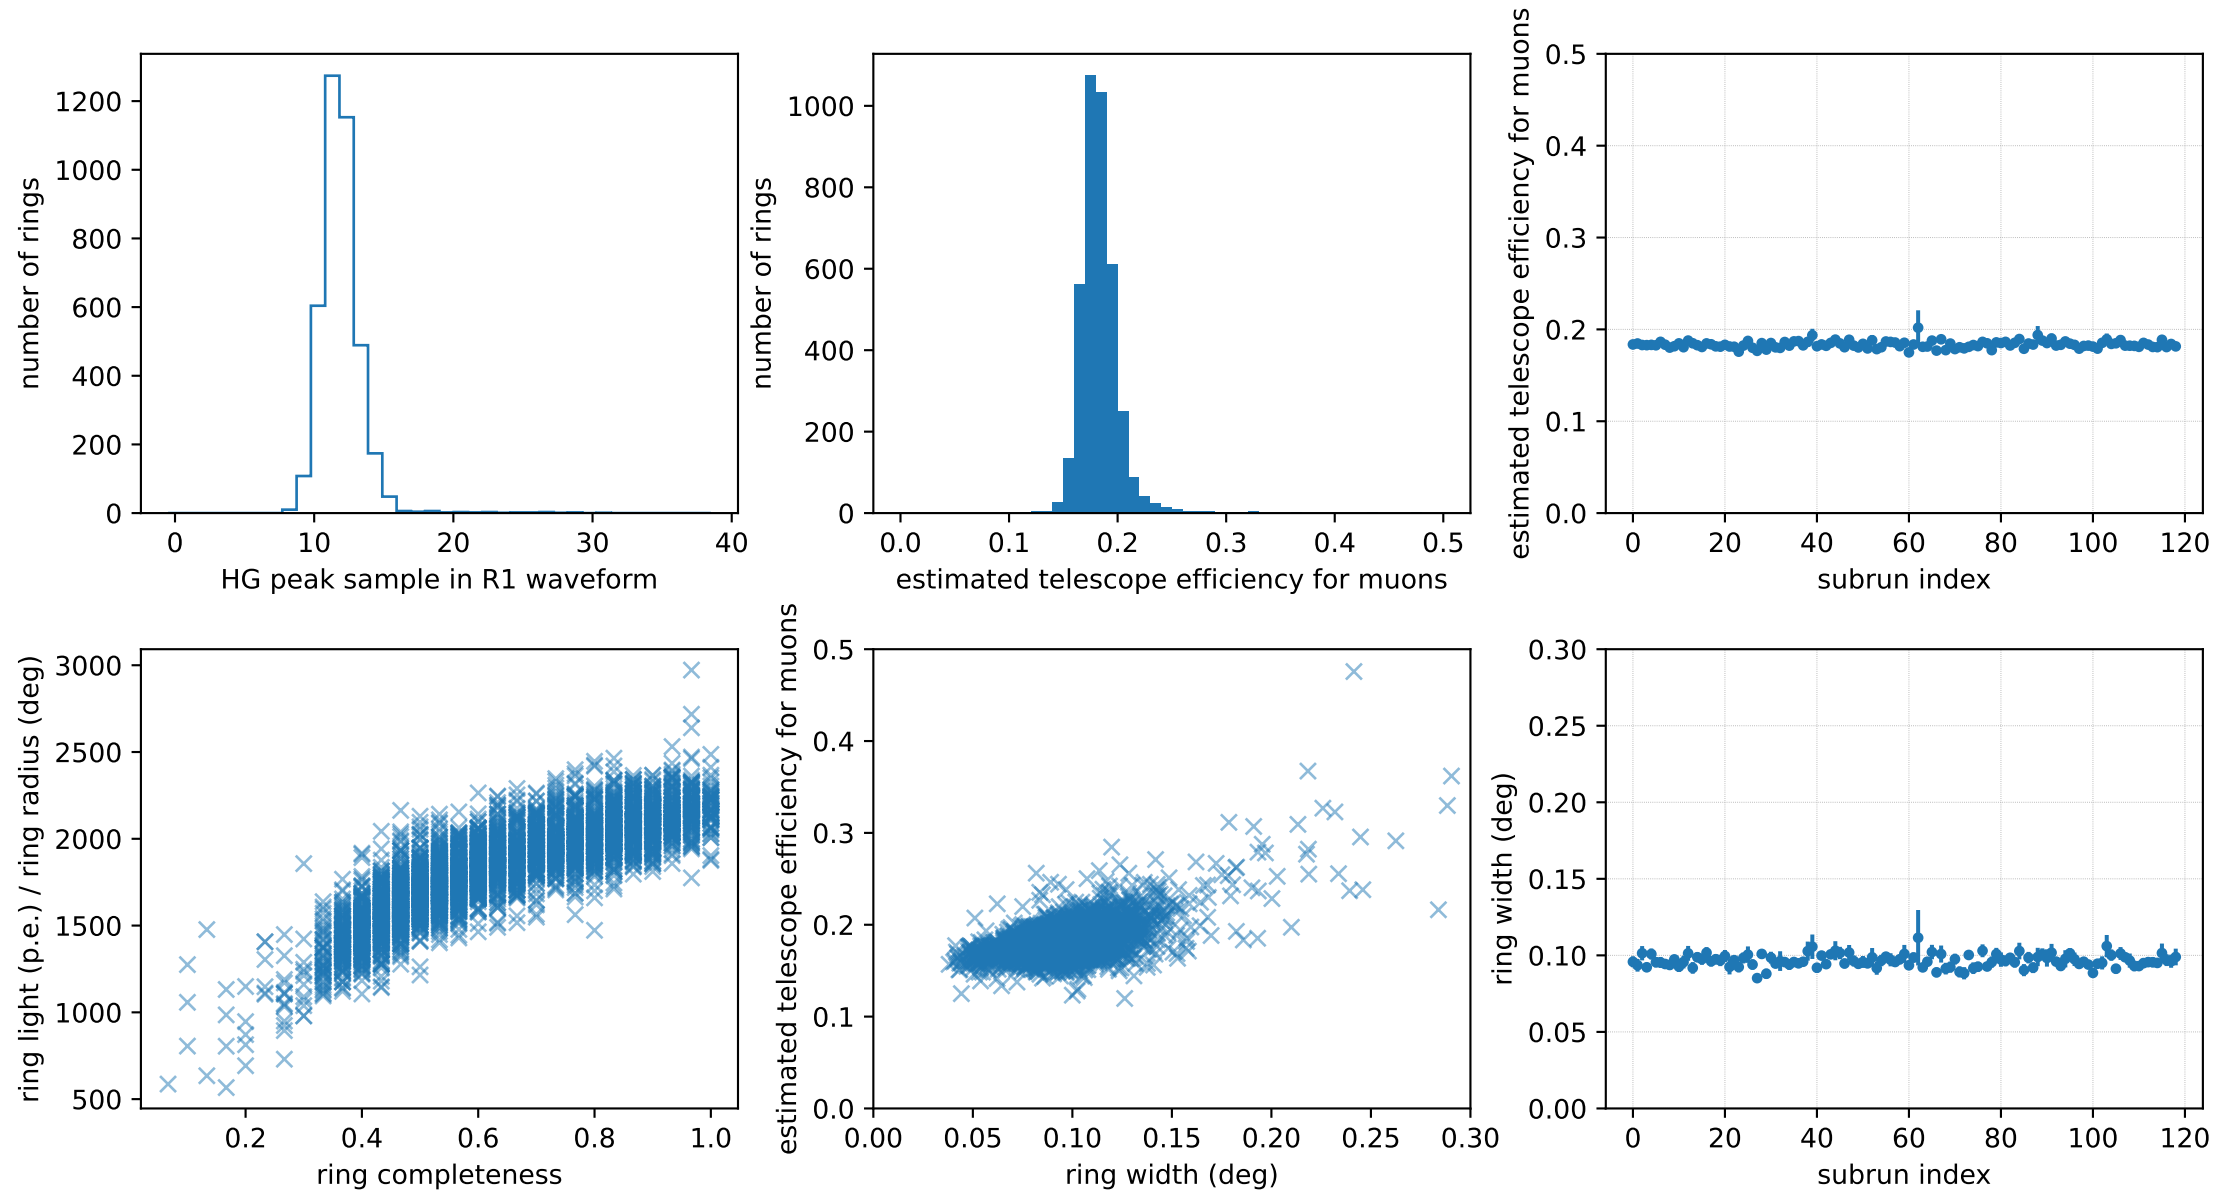 number of rings
0
200
400
600
800
1000
1200
0 10 20 30 40
HG peak sample in R1 waveform
number of rings
0
200
400
600
800
1000
0.0 0.1 0.2 0.3 0.4 0.5
estimated telescope efficiency for muons
estimated telescope efficiency for muons
0.5
0.4
0.3
0.2
0.1
0.0
0 20 40 60 80 100 120
subrun index
ring light (p.e.) / ring radius (deg)
3000
2500
2000
1500
1000
500
0.2 0.4 0.6 0.8 1.0
ring completeness
estimated telescope efficiency for muons
0.5
0.4
0.3
0.2
0.1
0.0
0.00 0.05 0.10 0.15 0.20 0.25 0.30
ring width (deg)
ring width (deg)
0.30
0.25
0.20
0.15
0.10
0.05
0.00
0 20 40 60 80 100 120
subrun index